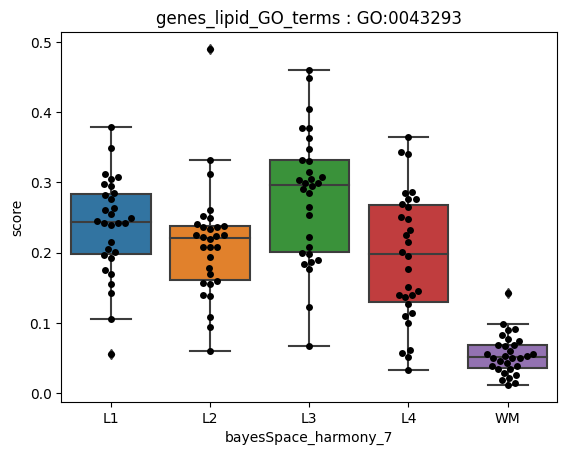 genes_lipid_GO_terms : GO:0043293
0.5
0.4
0.3
0.2
0.1
0.0
score
L1 L2 L3 L4 WM
bayesSpace_harmony_7